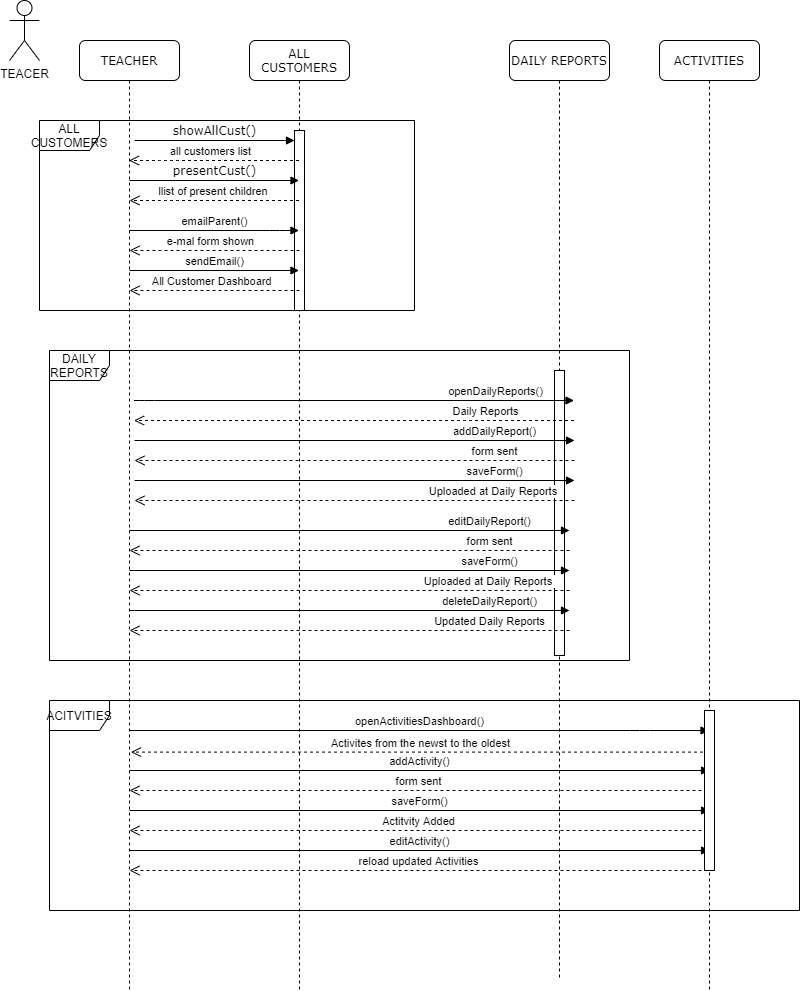 TEACER
TEACHER
ALL
CUSTOMERS
DAILY REPORTS
ACTIVITIES
ALL
CUSTOMERS
showAllCust()
all customers list
presentCust()
llist of present children
emailParent()
e-mal form shown
sendEmail()
All Customer Dashboard
DAILY
REPORTS
openDailyReports()
Daily Reports
addDailyReport()
form sent
saveForm()
Uploaded at Daily Reports
editDailyReport()
form sent
saveForm()
Uploaded at Daily Reports
deleteDailyReport()
Updated Daily Reports
ACITVITIES
openActivitiesDashboard()
Activites from the newst to the oldest
addActivity()
form sent
saveForm()
Actitvity Added
editActivity()
reload updated Activities